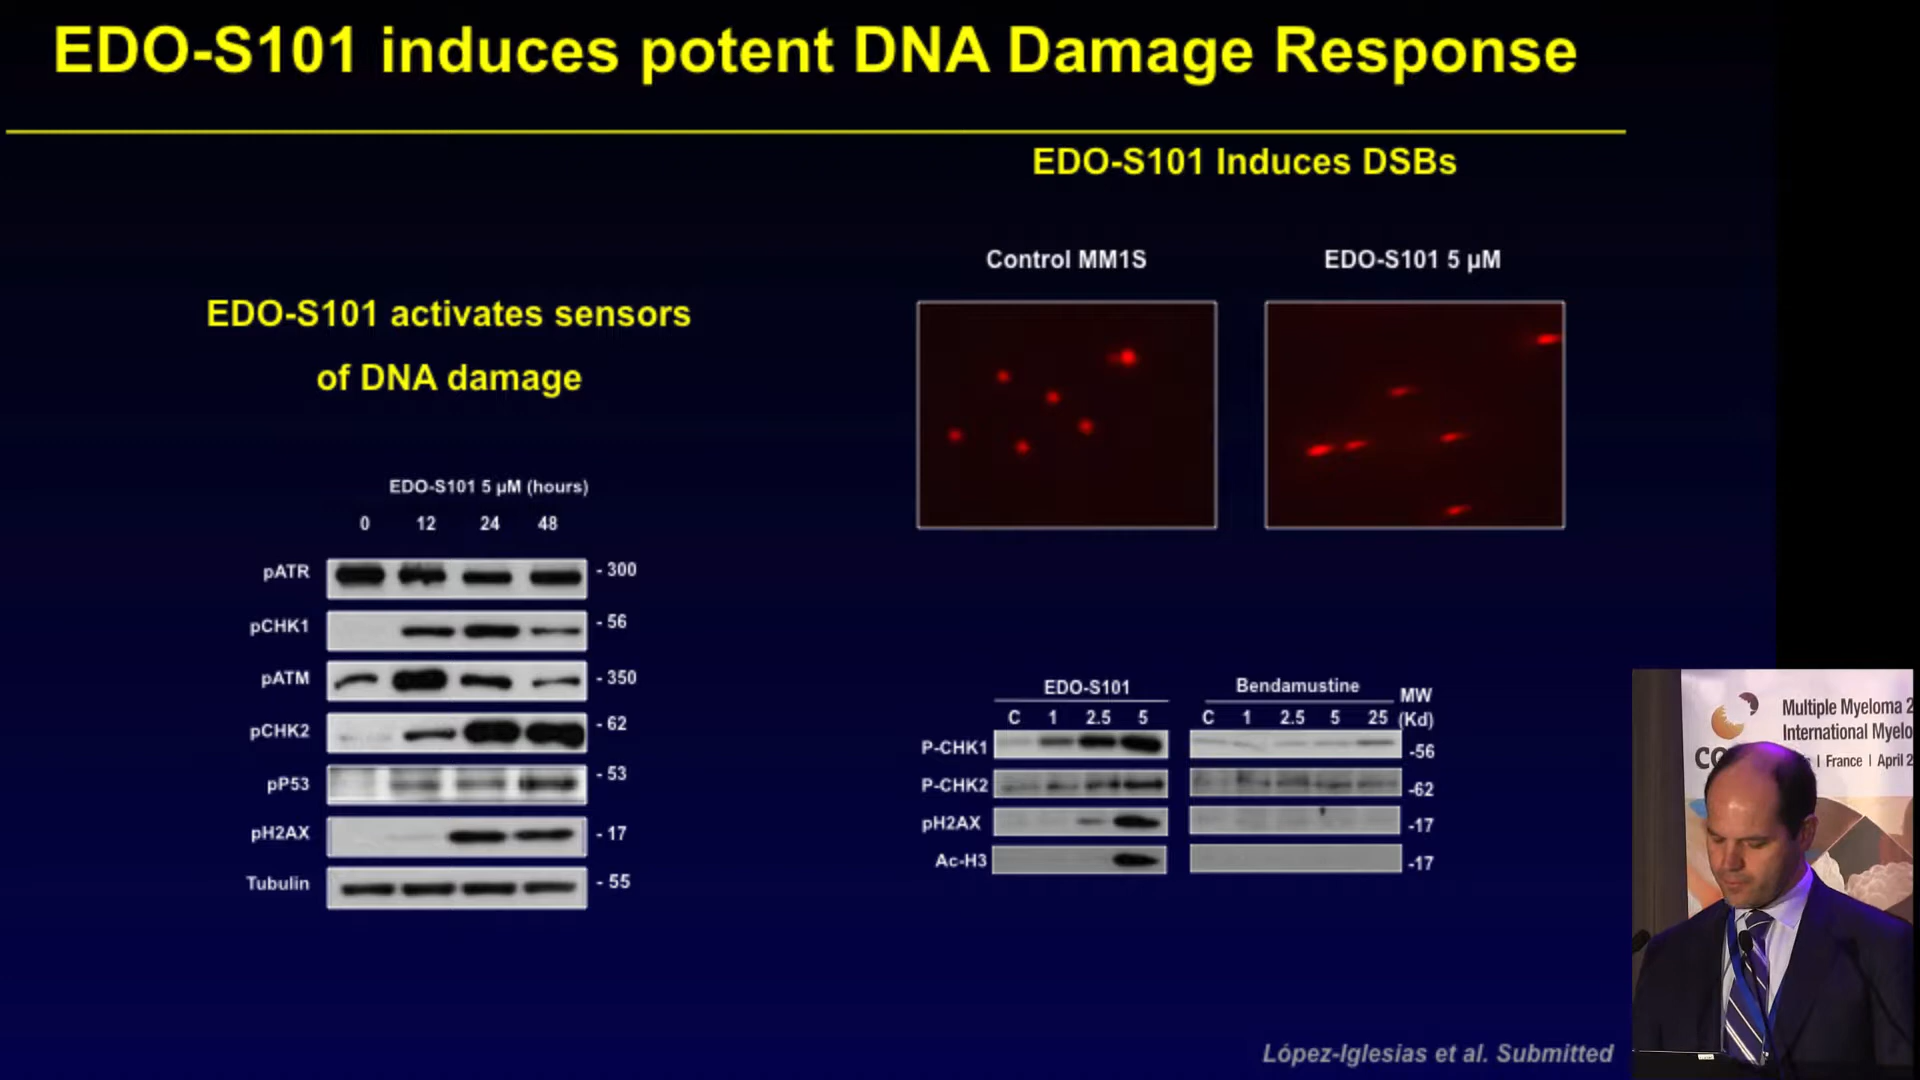 EDO-S101 induces potent DNA Damage Response
EDO-S101 Induces DSBs
Control MM1S
EDO-S101 5 µM
EDO-S101 activates sensors
of DNA damage
EDO-S101 5 µM (hours)
0 12 24 48
pATR - 300
pCHK1 - 56
pATM - 350
pCHK2 - 62
pP53 - 53
pH2AX - 17
Tubulin - 55
EDO-S101 Bendamustine MW
C 1 2.5 5 C 1 2.5 5 25 (Kd)
P-CHK1 -56
P-CHK2 -62
pH2AX -17
Ac-H3 -17
López-Iglesias et al. Submitted
Multiple Myeloma 2
International Myelo
CO
| France | April 2